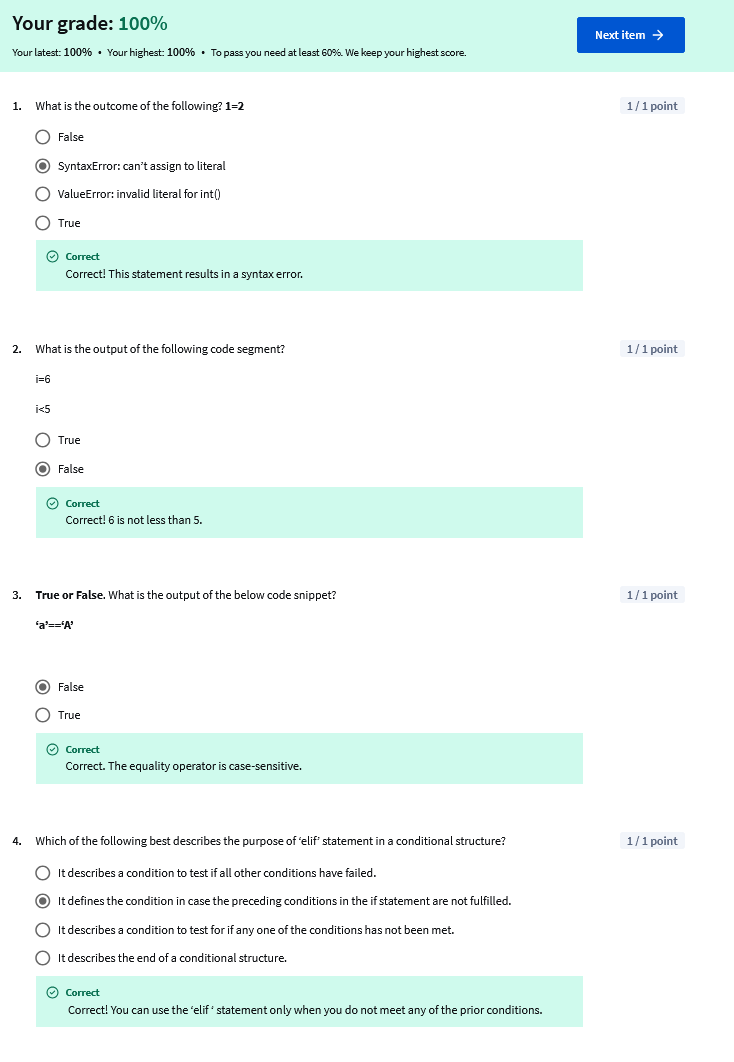 Your grade: 100%
Next item →
Your latest: 100% • Your highest: 100% • To pass you need at least 60%. We keep your highest score.
1. What is the outcome of the following? 1=2
1 / 1 point
False
SyntaxError: can’t assign to literal
ValueError: invalid literal for int()
True
Correct
Correct! This statement results in a syntax error.
2. What is the output of the following code segment?
1 / 1 point
i=6
i<5
True
False
Correct
Correct! 6 is not less than 5.
3. True or False. What is the output of the below code snippet?
1 / 1 point
‘a’==‘A’
False
True
Correct
Correct. The equality operator is case-sensitive.
4. Which of the following best describes the purpose of ‘elif’ statement in a conditional structure?
1 / 1 point
It describes a condition to test if all other conditions have failed.
It defines the condition in case the preceding conditions in the if statement are not fulfilled.
It describes a condition to test for if any one of the conditions has not been met.
It describes the end of a conditional structure.
Correct
Correct! You can use the ‘elif ‘ statement only when you do not meet any of the prior conditions.